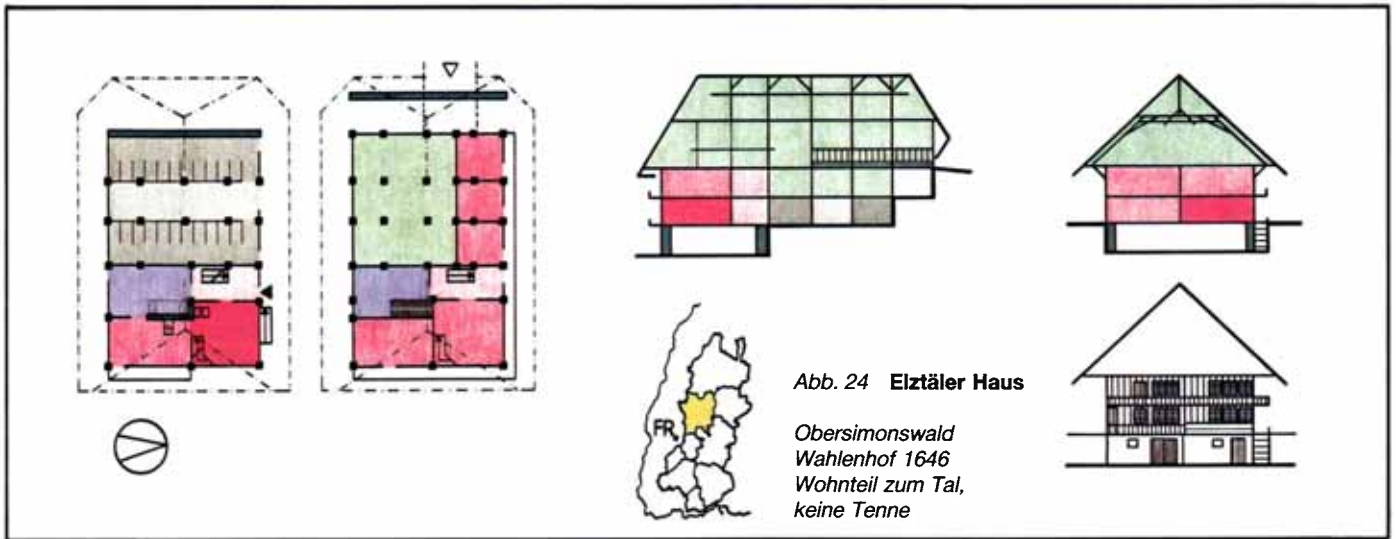 FR.
Abb. 24 Elztäler Haus
Obersimonswald
Wahlenhof 1646
Wohnteil zum Tal,
keine Tenne